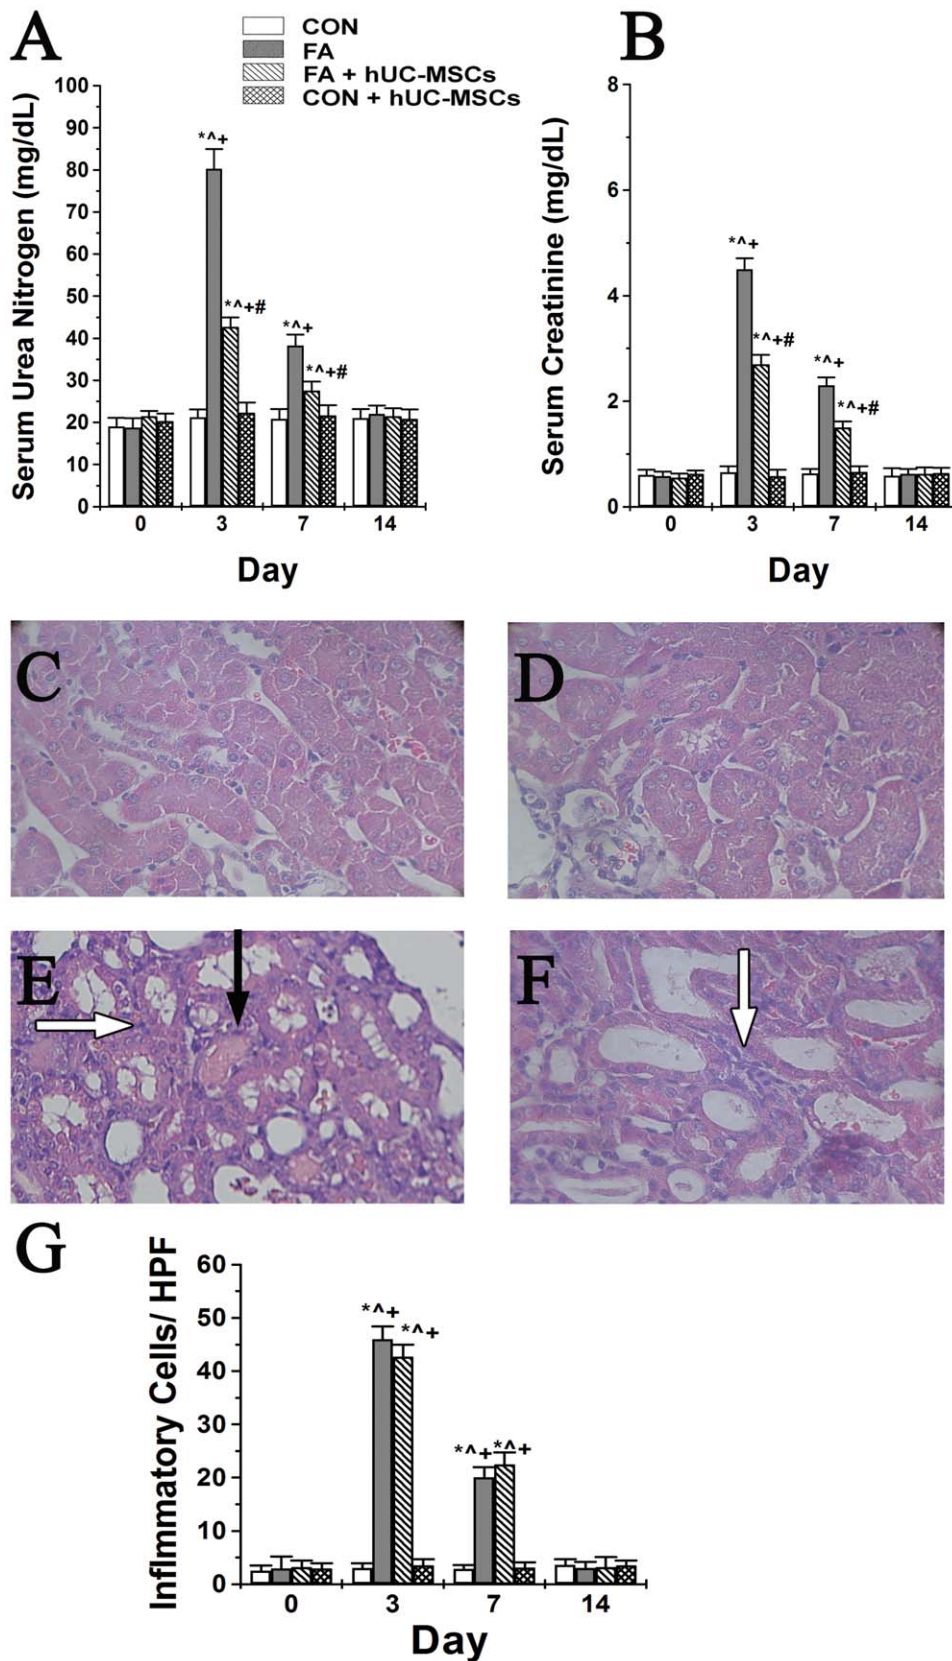 A
CON
FA
FA + hUC-MSCs
CON + hUC-MSCs
B
Serum Urea Nitrogen (mg/dL)
100
90
80
70
60
50
40
30
20
10
0
*^+
*^+#
*^+
*^+#
0 3 7 14
Day
Serum Creatinine (mg/dL)
8
6
4
2
0
*^+
*^+#
*^+
*^+#
0 3 7 14
Day
C
D
E
F
G
Inflmmatory Cells/ HPF
60
50
40
30
20
10
0
*^+
*^+
*^+
*^+
0 3 7 14
Day